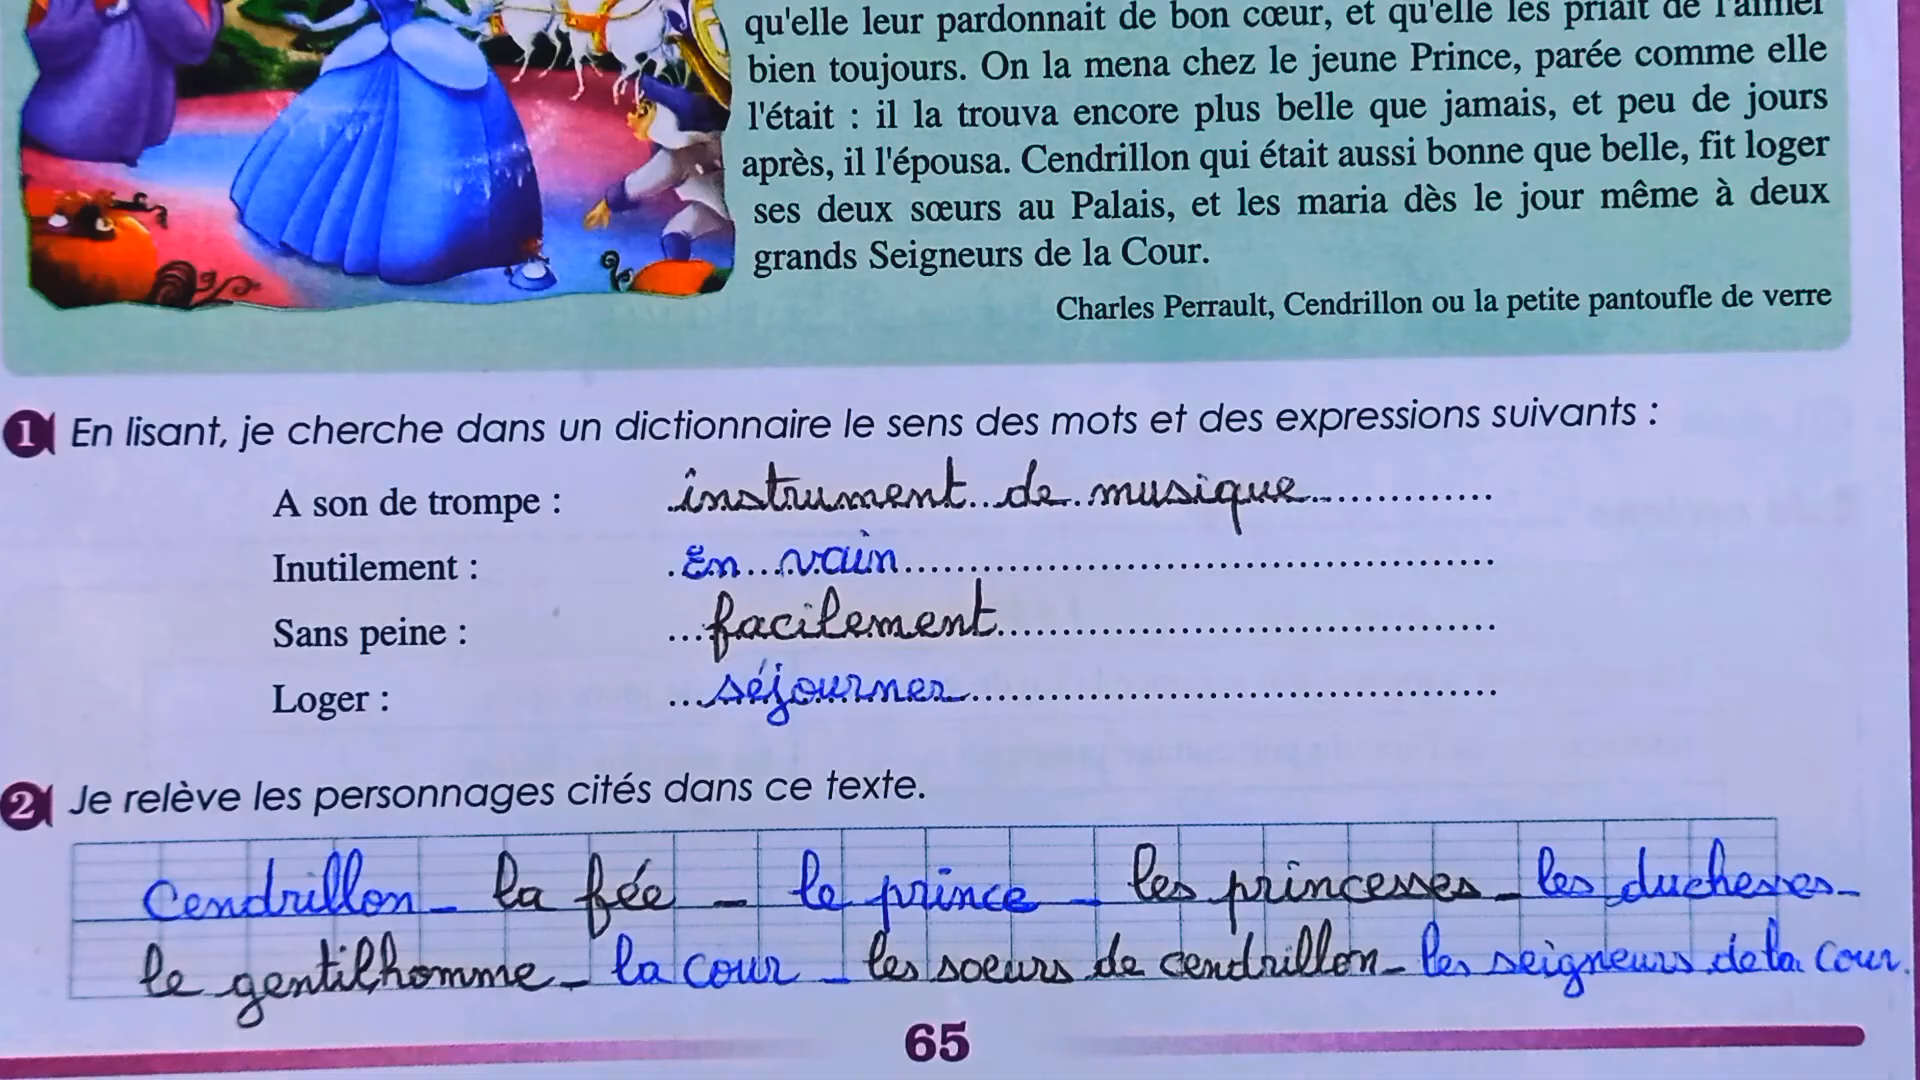 qu'elle leur pardonnait de bon cœur, et qu'elle les priait de l'aimer
bien toujours. On la mena chez le jeune Prince, parée comme elle
l'était : il la trouva encore plus belle que jamais, et peu de jours
après, il l'épousa. Cendrillon qui était aussi bonne que belle, fit loger
ses deux sœurs au Palais, et les maria dès le jour même à deux
grands Seigneurs de la Cour.
Charles Perrault, Cendrillon ou la petite pantoufle de verre
1 En lisant, je cherche dans un dictionnaire le sens des mots et des expressions suivants :
A son de trompe : instrument de musique
Inutilement : En vain
Sans peine : facilement
Loger : séjourner
2 Je relève les personnages cités dans ce texte.
Cendrillon - la fée - le prince - les princesses - les duchesses -
le gentilhomme - la cour - les soeurs de cendrillon - les seigneurs de la cour.
65